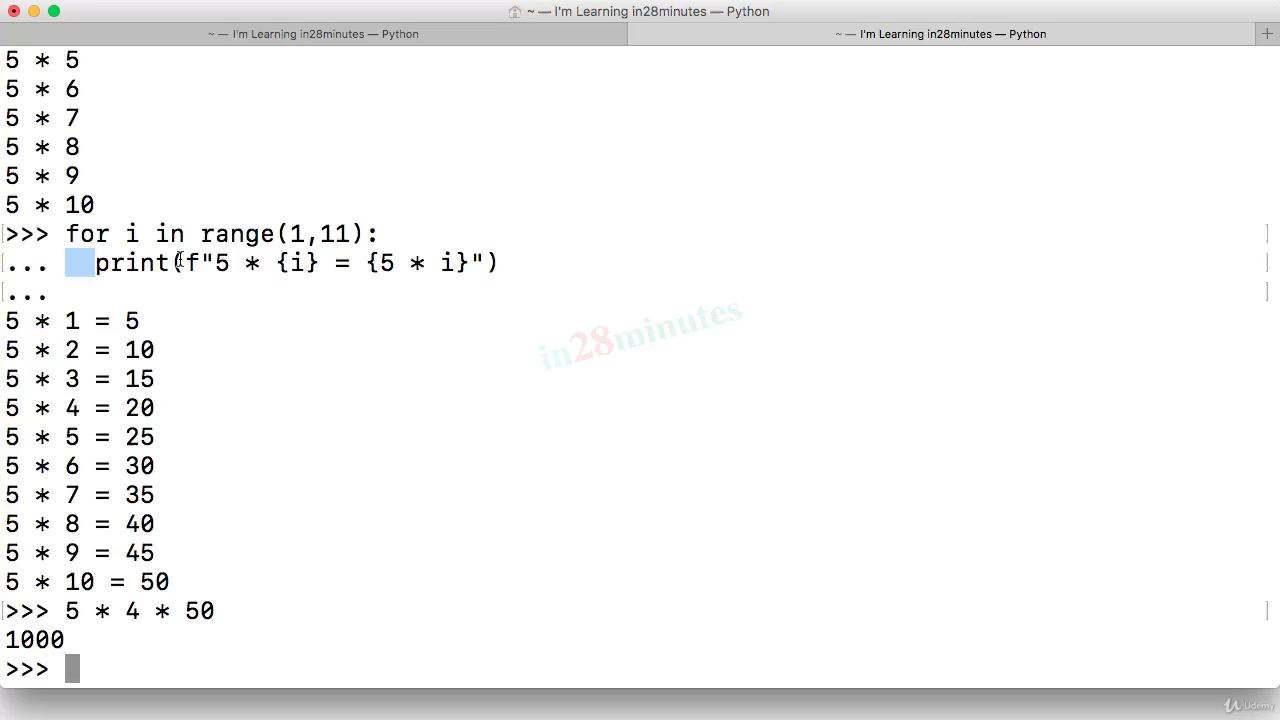 ~ — I'm Learning in28minutes — Python
~ — I'm Learning in28minutes — Python
~ — I'm Learning in28minutes — Python
5 * 5
5 * 6
5 * 7
5 * 8
5 * 9
5 * 10
>>> for i in range(1,11):
...   print(f"5 * {i} = {5 * i}")
...
5 * 1 = 5
5 * 2 = 10
5 * 3 = 15
5 * 4 = 20
5 * 5 = 25
5 * 6 = 30
5 * 7 = 35
5 * 8 = 40
5 * 9 = 45
5 * 10 = 50
>>> 5 * 4 * 50
1000
>>>
in28minutes
Udemy